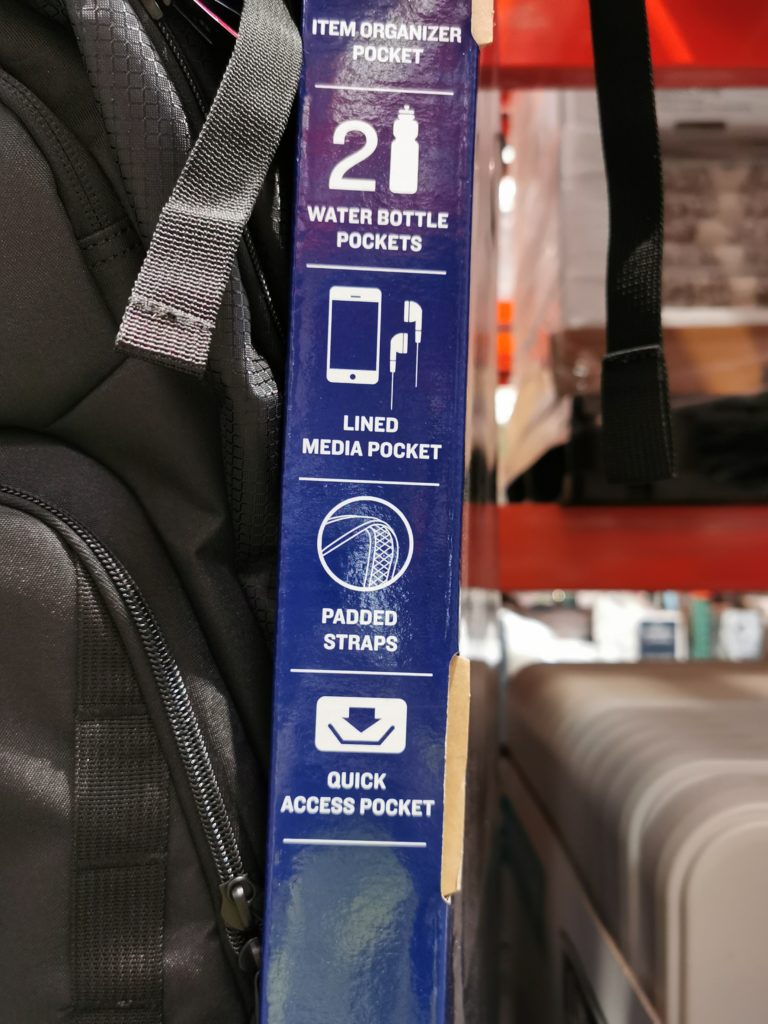 ITEM ORGANIZER
POCKET
2
WATER BOTTLE
POCKETS
LINED
MEDIA POCKET
PADDED
STRAPS
QUICK
ACCESS POCKET